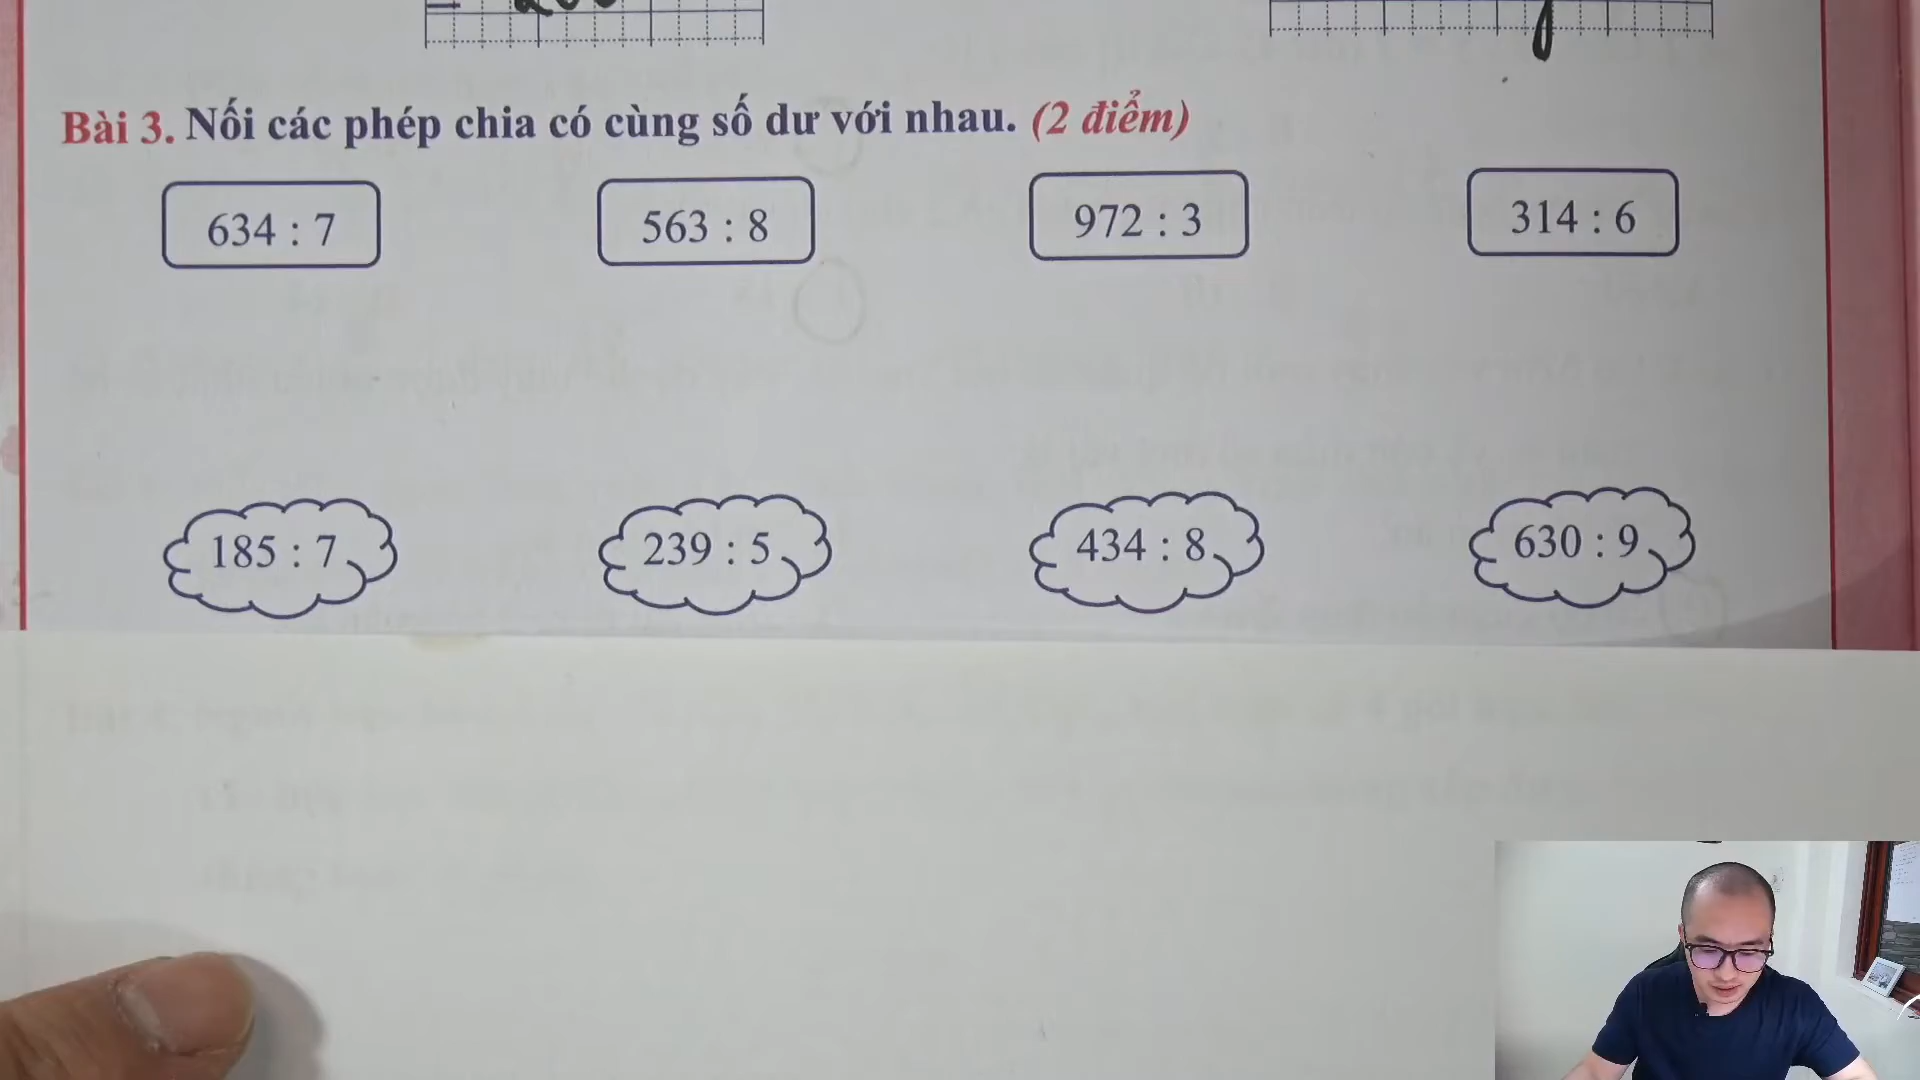 Bài 3. Nối các phép chia có cùng số dư với nhau. (2 điểm)
634 : 7 563 : 8 972 : 3 314 : 6
185 : 7 239 : 5 434 : 8 630 : 9